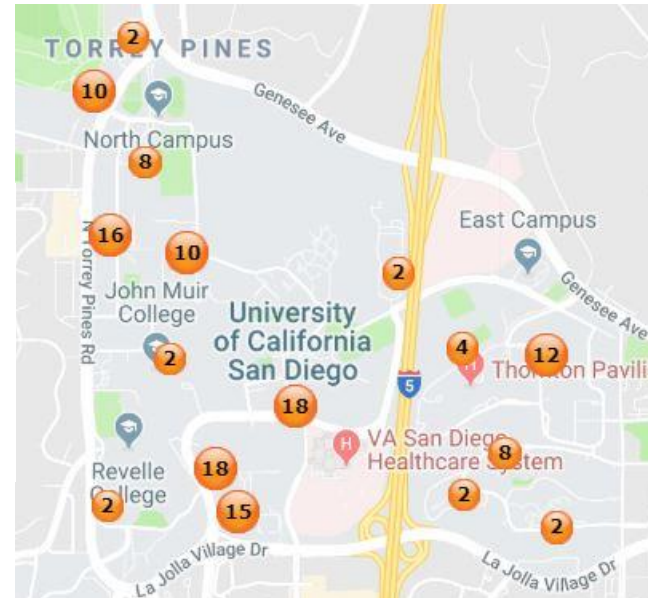 2
TORREY PINES
10
Genesee Ave
North Campus
8
16
10
N Torrey Pines Rd
East Campus
2
Genesee Ave
John Muir
College
University
of California
San Diego
2
4
12
H
Thornton Pavili
5
18
H
VA San Diego
Healthcare System
8
Revelle
College
18
2
15
2
2
La Jolla Village Dr
La Jolla Village Dr